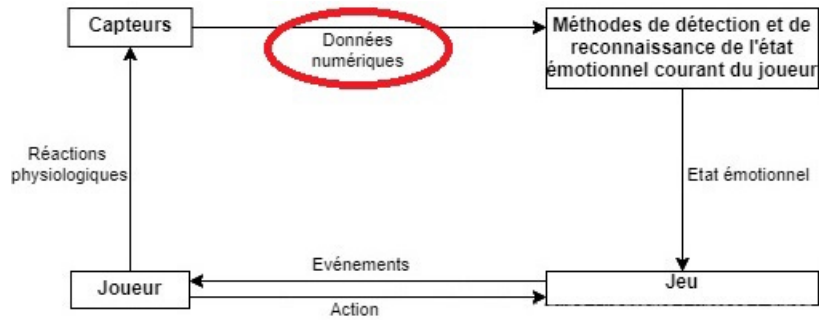 Capteurs
Données
numériques
Méthodes de détection et de
reconnaissance de l'état
émotionnel courant du joueur
Réactions
physiologiques
Etat émotionnel
Joueur
Evénements
Action
Jeu